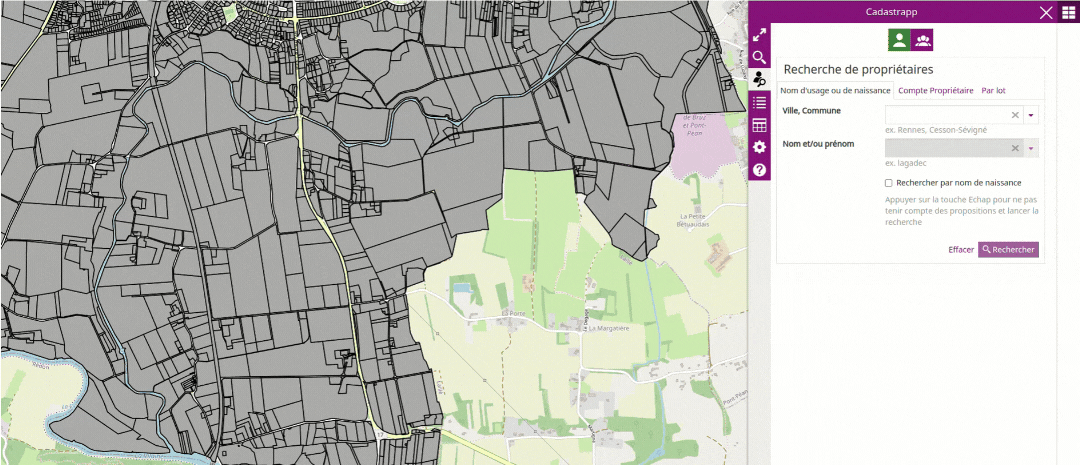 Cadastrapp
Recherche de propriétaires
Nom d'usage ou de naissance Compte Propriétaire Par lot
Ville, Commune
ex. Rennes, Cesson-Sévigné
Nom et/ou prénom
ex. lagadec
Rechercher par nom de naissance
Appuyer sur la touche Echap pour ne pas
tenir compte des propositions et lancer la
recherche
Effacer Rechercher
de Bruz
et Pont-
Péan
La Petite
Bétuaudais
La Porte
La Margatière
Pont Péan